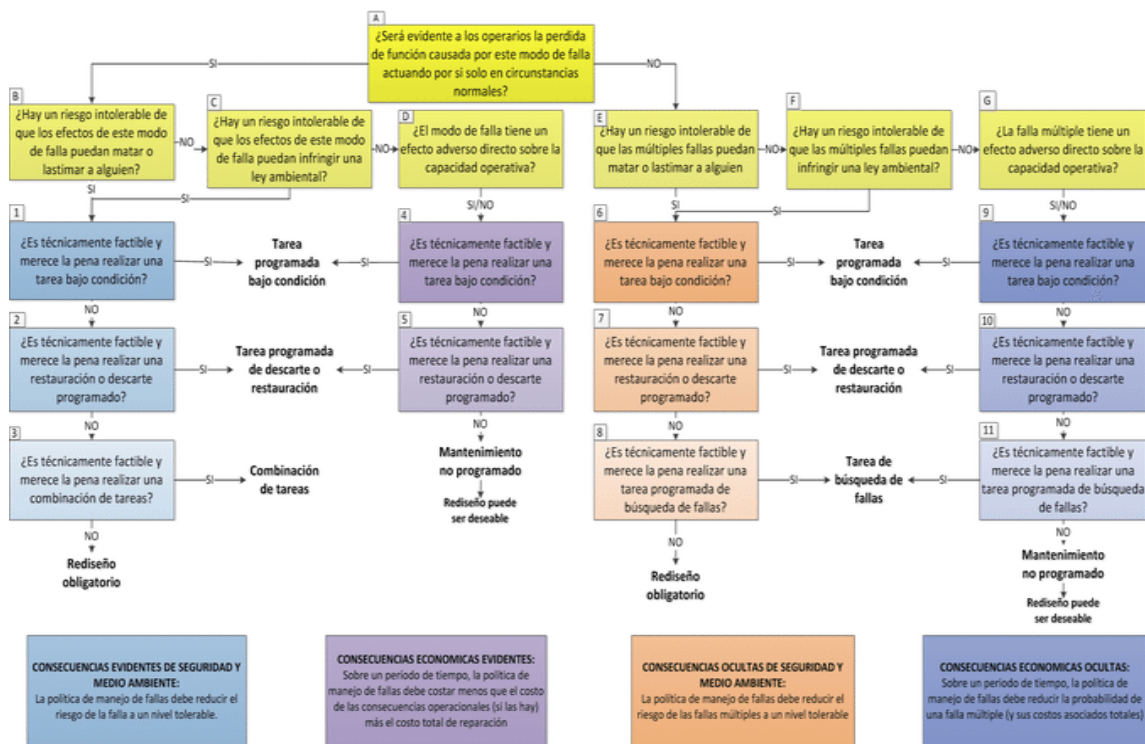 A
¿Será evidente a los operarios la perdida
de función causada por este modo de falla
actuando por si solo en circunstancias
normales?
SI
NO
B
¿Hay un riesgo intolerable de
que los efectos de este modo
de falla puedan matar o
lastimar a alguien?
NO
C
¿Hay un riesgo intolerable de
que los efectos de este modo
de falla puedan infringir una
ley ambiental?
NO
D
¿El modo de falla tiene un
efecto adverso directo sobre la
capacidad operativa?
E
¿Hay un riesgo intolerable de
que las múltiples fallas puedan
matar o lastimar a alguien
NO
F
¿Hay un riesgo intolerable de
que las múltiples fallas puedan
infringir una ley ambiental?
NO
G
¿La falla múltiple tiene un
efecto adverso directo sobre la
capacidad operativa?
SI
SI
SI/NO
SI
SI
SI/NO
1
¿Es técnicamente factible y
merece la pena realizar una
tarea bajo condición?
SI
Tarea
programada
bajo condición
SI
4
¿Es técnicamente factible y
merece la pena realizar una
tarea bajo condición?
6
¿Es técnicamente factible y
merece la pena realizar una
tarea bajo condición?
SI
Tarea
programada
bajo condición
SI
9
¿Es técnicamente factible y
merece la pena realizar una
tarea bajo condición?
NO
NO
NO
NO
2
¿Es técnicamente factible y
merece la pena realizar una
restauración o descarte
programado?
SI
Tarea programada
de descarte o
restauración
SI
5
¿Es técnicamente factible y
merece la pena realizar una
restauración o descarte
programado?
7
¿Es técnicamente factible y
merece la pena realizar una
restauración o descarte
programado?
SI
Tarea programada
de descarte o
restauración
SI
10
¿Es técnicamente factible y
merece la pena realizar una
restauración o descarte
programado?
NO
NO
NO
NO
3
¿Es técnicamente factible y
merece la pena realizar una
combinación de tareas?
SI
Combinación
de tareas
Mantenimiento
no programado
Rediseño puede
ser deseable
8
¿Es técnicamente factible y
merece la pena realizar una
tarea programada de
búsqueda de fallas?
SI
Tarea de
búsqueda de
fallas
SI
11
¿Es técnicamente factible y
merece la pena realizar una
tarea programada de búsqueda
de fallas?
NO
NO
NO
Rediseño
obligatorio
Rediseño
obligatorio
Mantenimiento
no programado
Rediseño puede
ser deseable
CONSECUENCIAS EVIDENTES DE SEGURIDAD Y
MEDIO AMBIENTE:
La política de manejo de fallas debe reducir el
riesgo de la falla a un nivel tolerable.
CONSECUENCIAS ECONOMICAS EVIDENTES:
Sobre un período de tiempo, la política de
manejo de fallas debe costar menos que el costo
de las consecuencias operacionales (si las hay)
más el costo total de reparación
CONSECUENCIAS OCULTAS DE SEGURIDAD Y
MEDIO AMBIENTE:
La política de manejo de fallas debe reducir el
riesgo de las fallas múltiples a un nivel tolerable
CONSECUENCIAS ECONOMICAS OCULTAS:
Sobre un período de tiempo, la política de
manejo de fallas debe reducir la probabilidad de
una falla múltiple (y sus costos asociados totales)